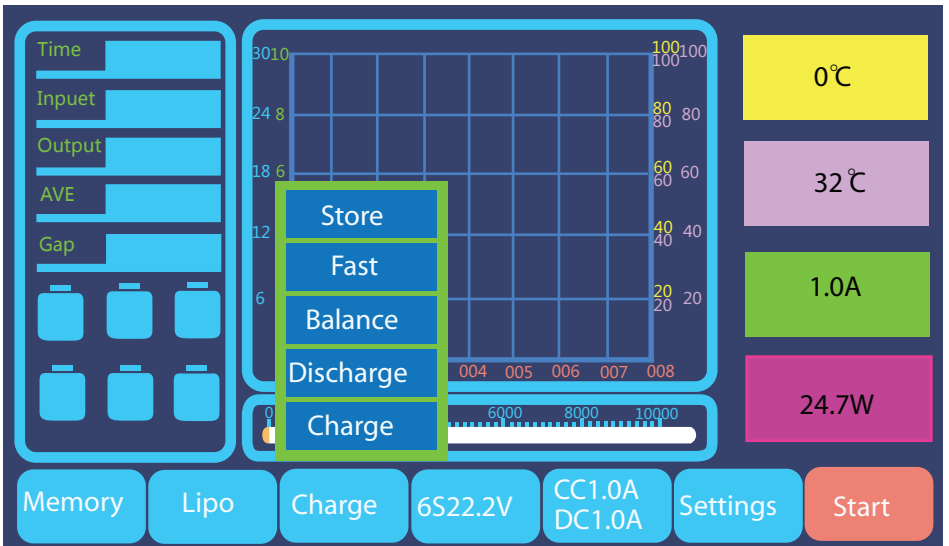 Time
Inpuet
Output
AVE
Gap
30 10
24 8
18 6
12
6
100 100
100
80 80
80
60 60
60
40 40
40
20 20
20
004 005 006 007 008
Store
Fast
Balance
Discharge
Charge
0 6000 8000 10000
0℃
32℃
1.0A
24.7W
Memory
Lipo
Charge
6S22.2V
CC1.0A
DC1.0A
Settings
Start